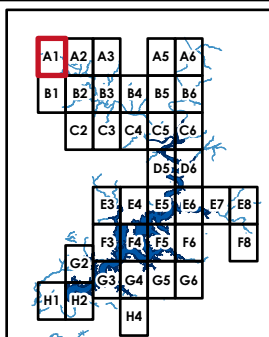 A1 A2 A3 A5 A6
B1 B2 B3 B4 B5 B6
C2 C3 C4 C5 C6
D5 D6
E3 E4 E5 E6 E7 E8
F3 F4 F5 F6 F8
G2
G3 G4 G5 G6
H1 H2
H4